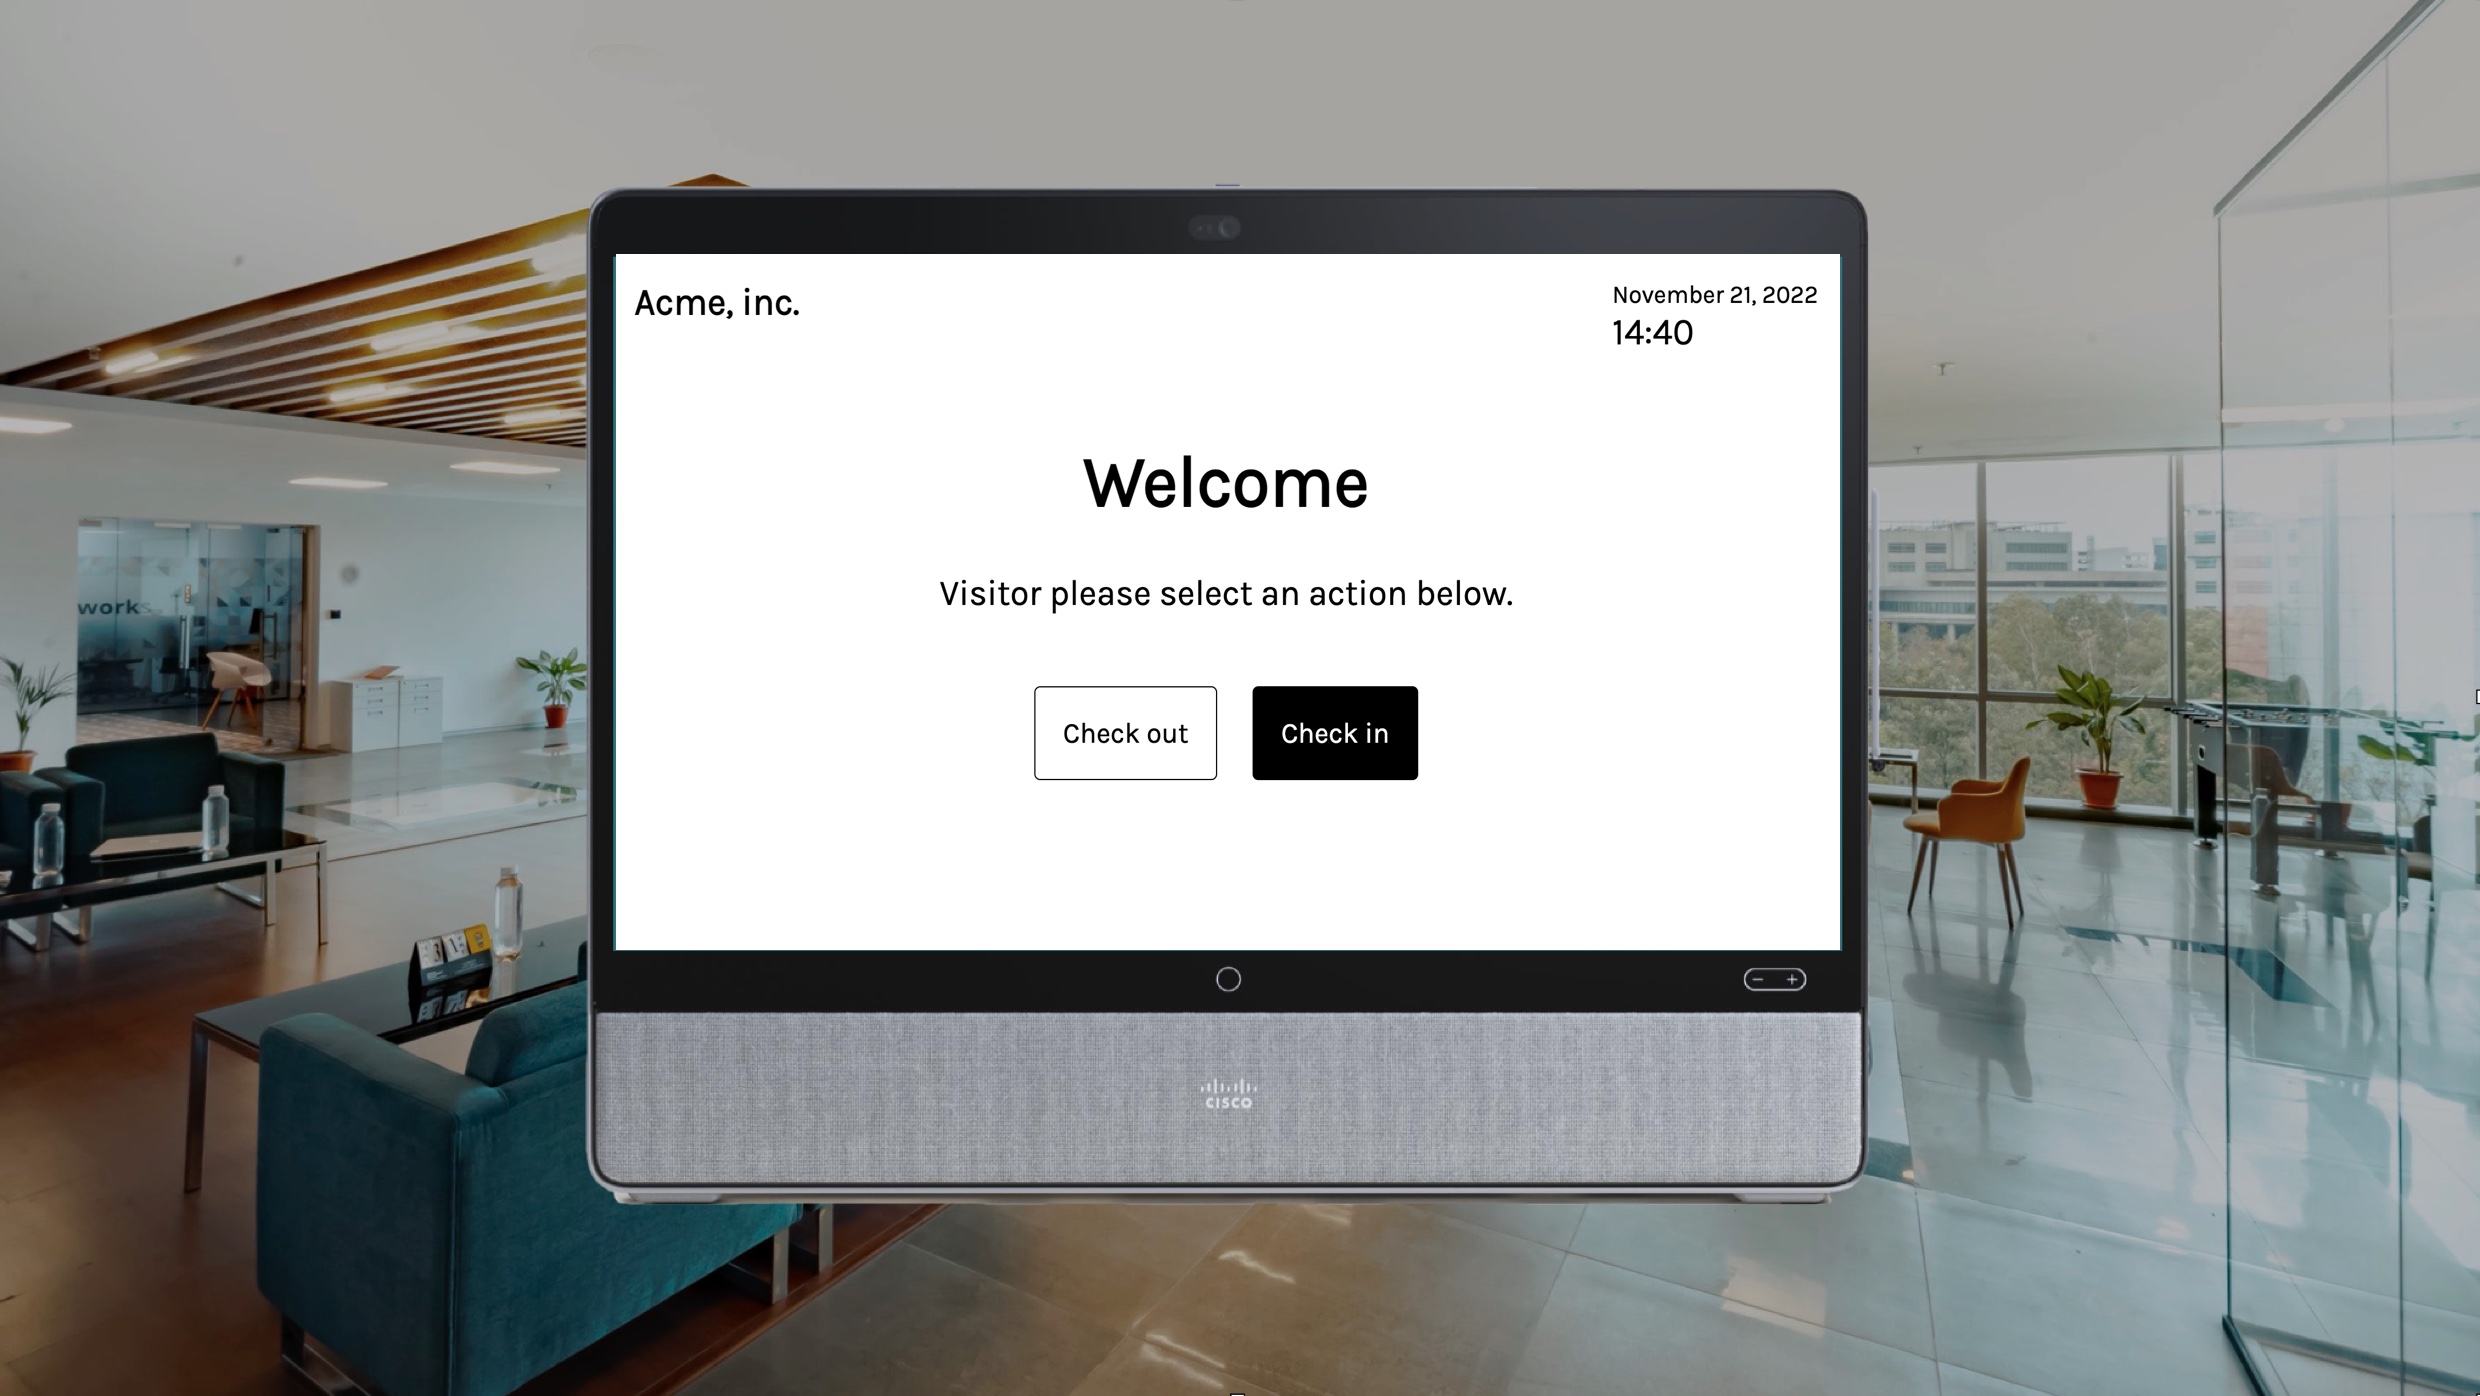 Acme, inc.
November 21, 2022
14:40
Welcome
Visitor please select an action below.
Check out
Check in
works
CISCO